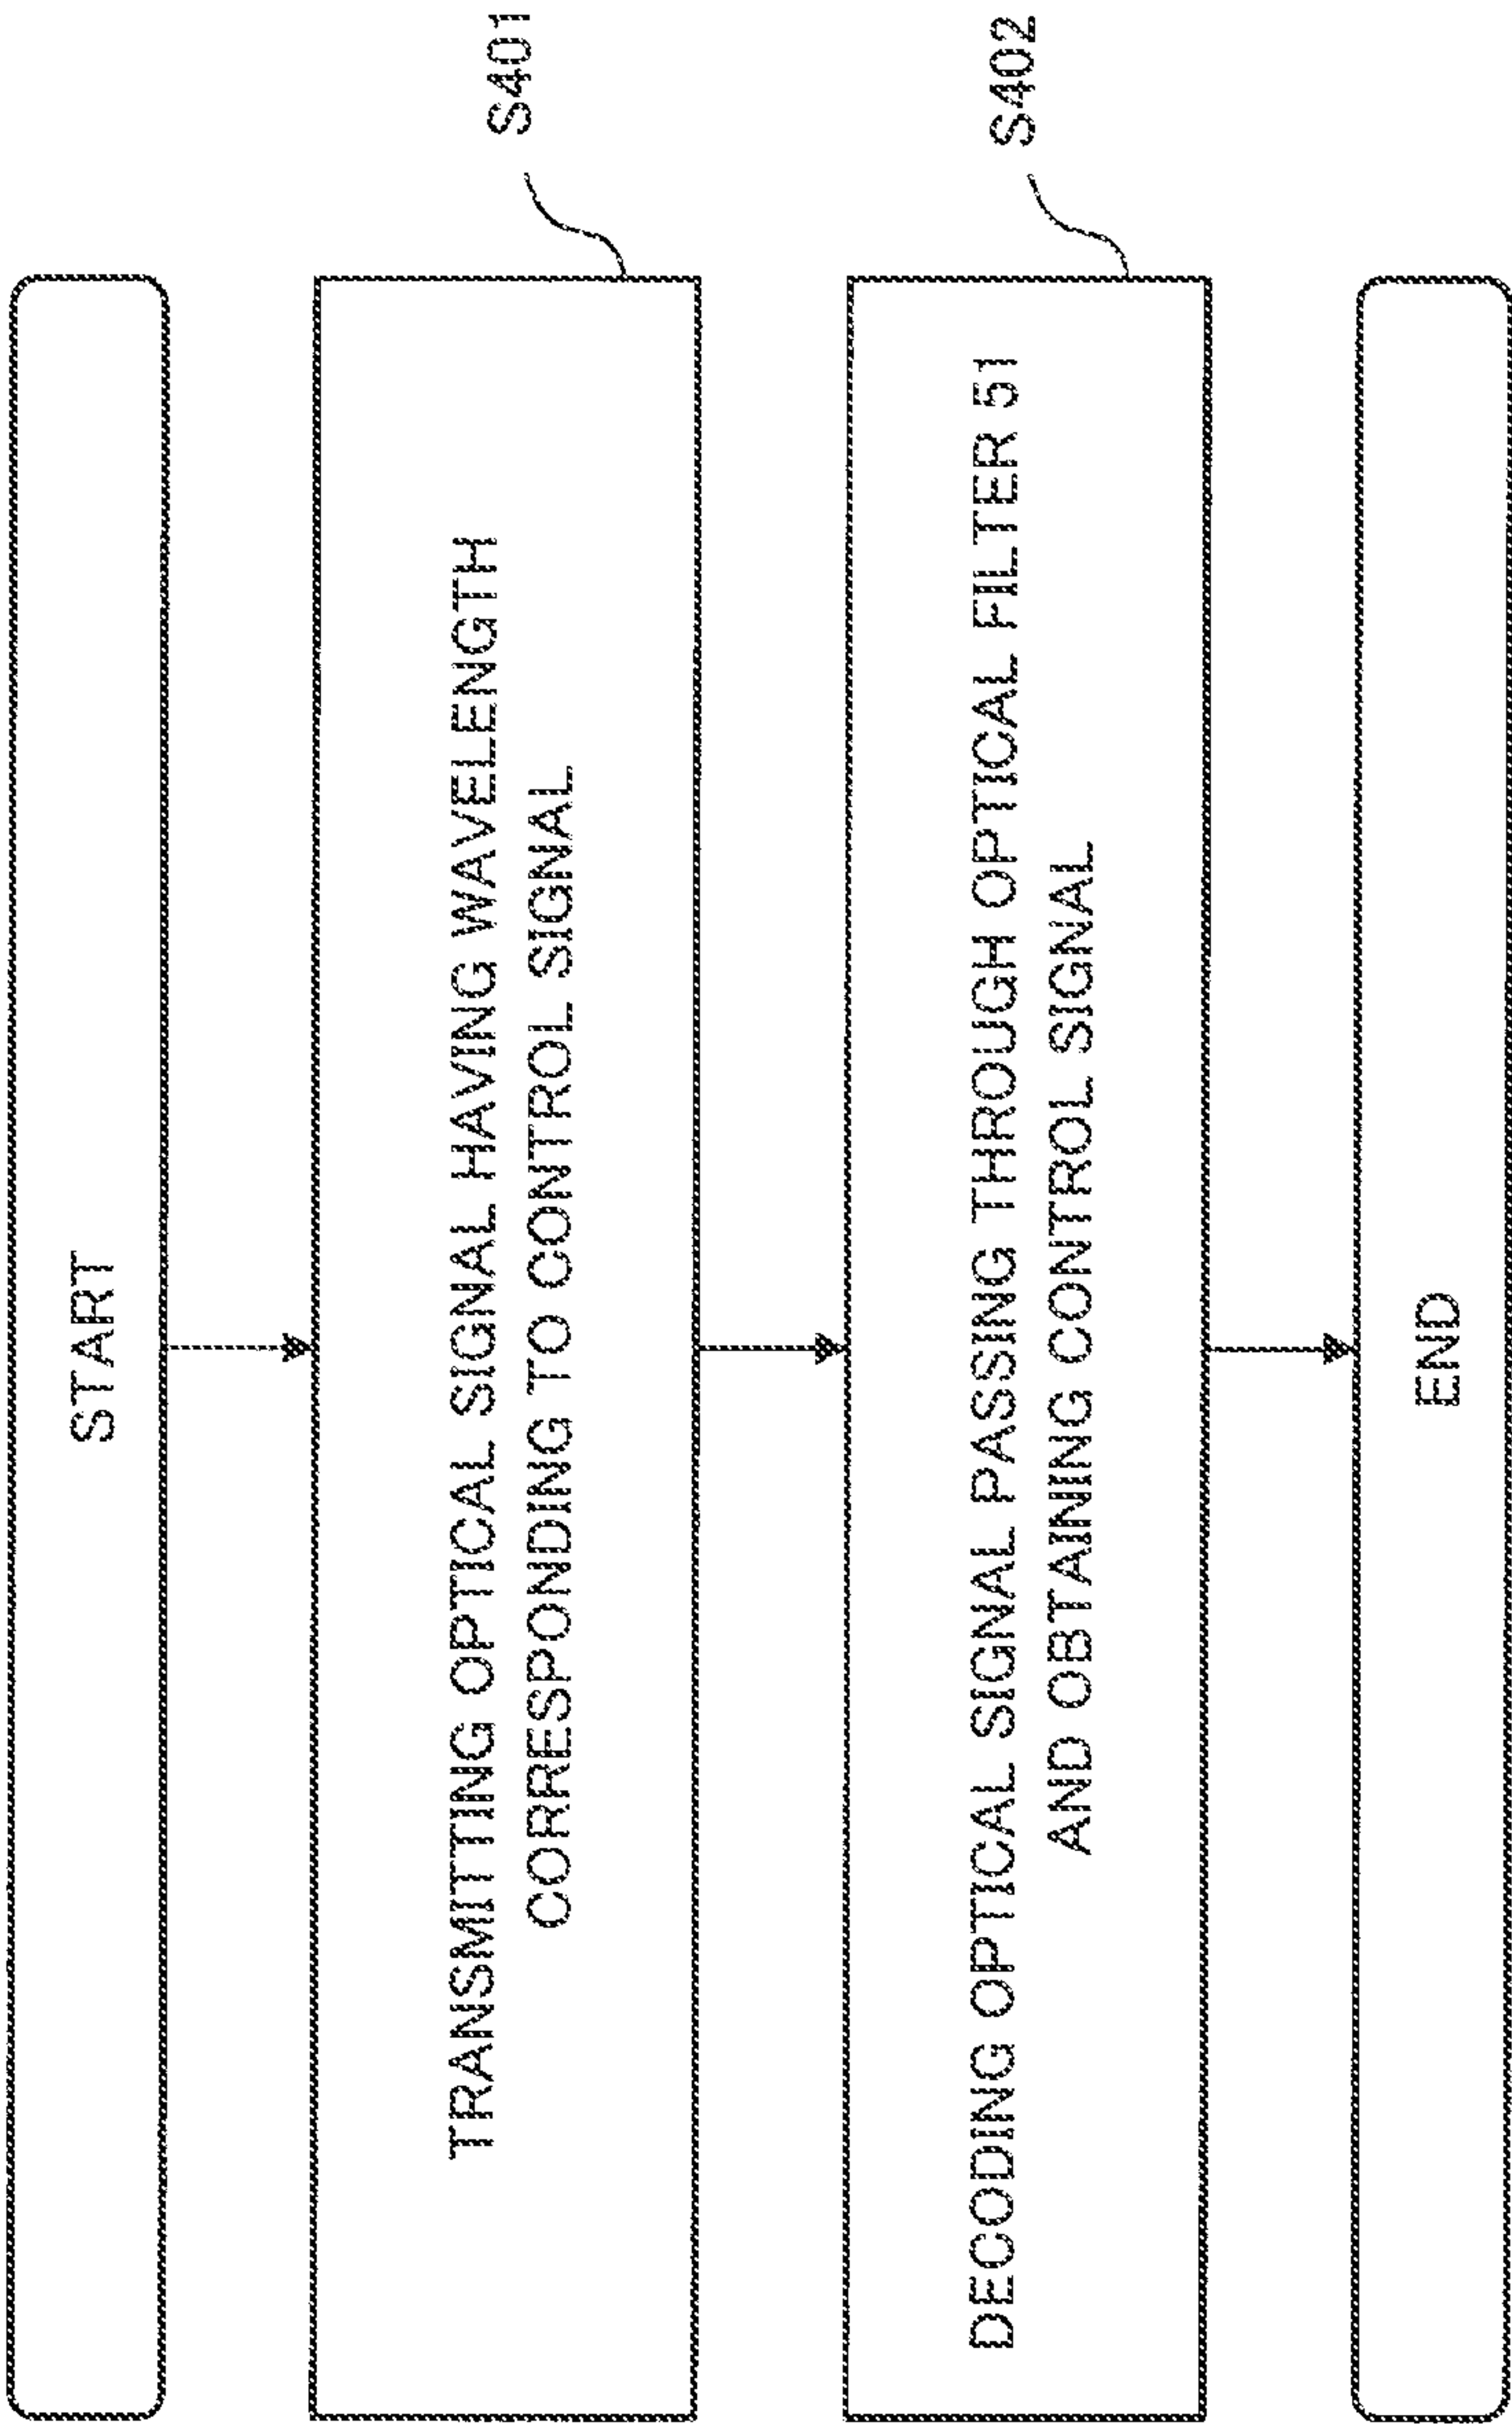 START
TRANSMITTING OPTICAL SIGNAL HAVING WAVELENGTH
CORRESPONDING TO CONTROL SIGNAL
S401
DECODING OPTICAL SIGNAL PASSING THROUGH OPTICAL FILTER 51
AND OBTAINING CONTROL SIGNAL
S402
END